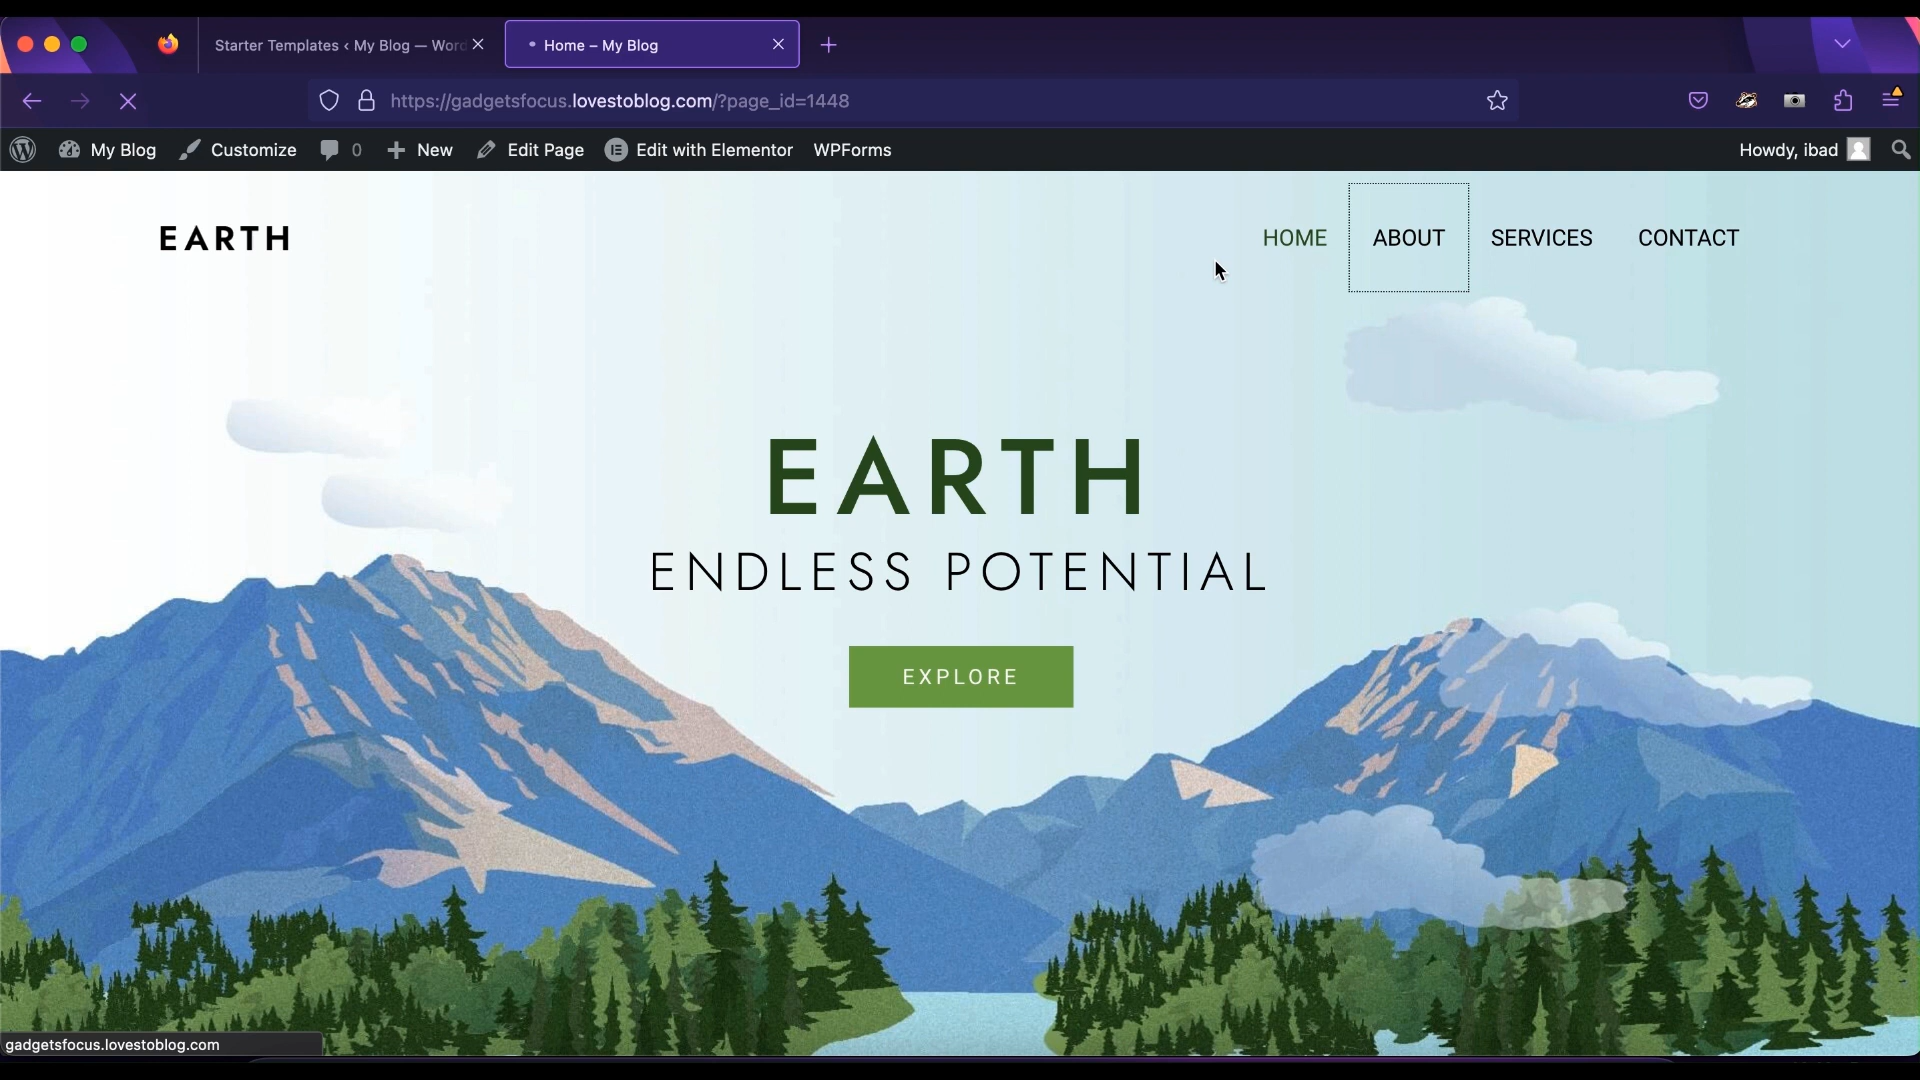 Starter Templates ‹ My Blog — Word
Home – My Blog
https://gadgetsfocus.lovestoblog.com/?page_id=1448
My Blog
Customize
0
New
Edit Page
Edit with Elementor
WPForms
Howdy, ibad
EARTH
HOME
ABOUT
SERVICES
CONTACT
EARTH
ENDLESS POTENTIAL
EXPLORE
gadgetsfocus.lovestoblog.com